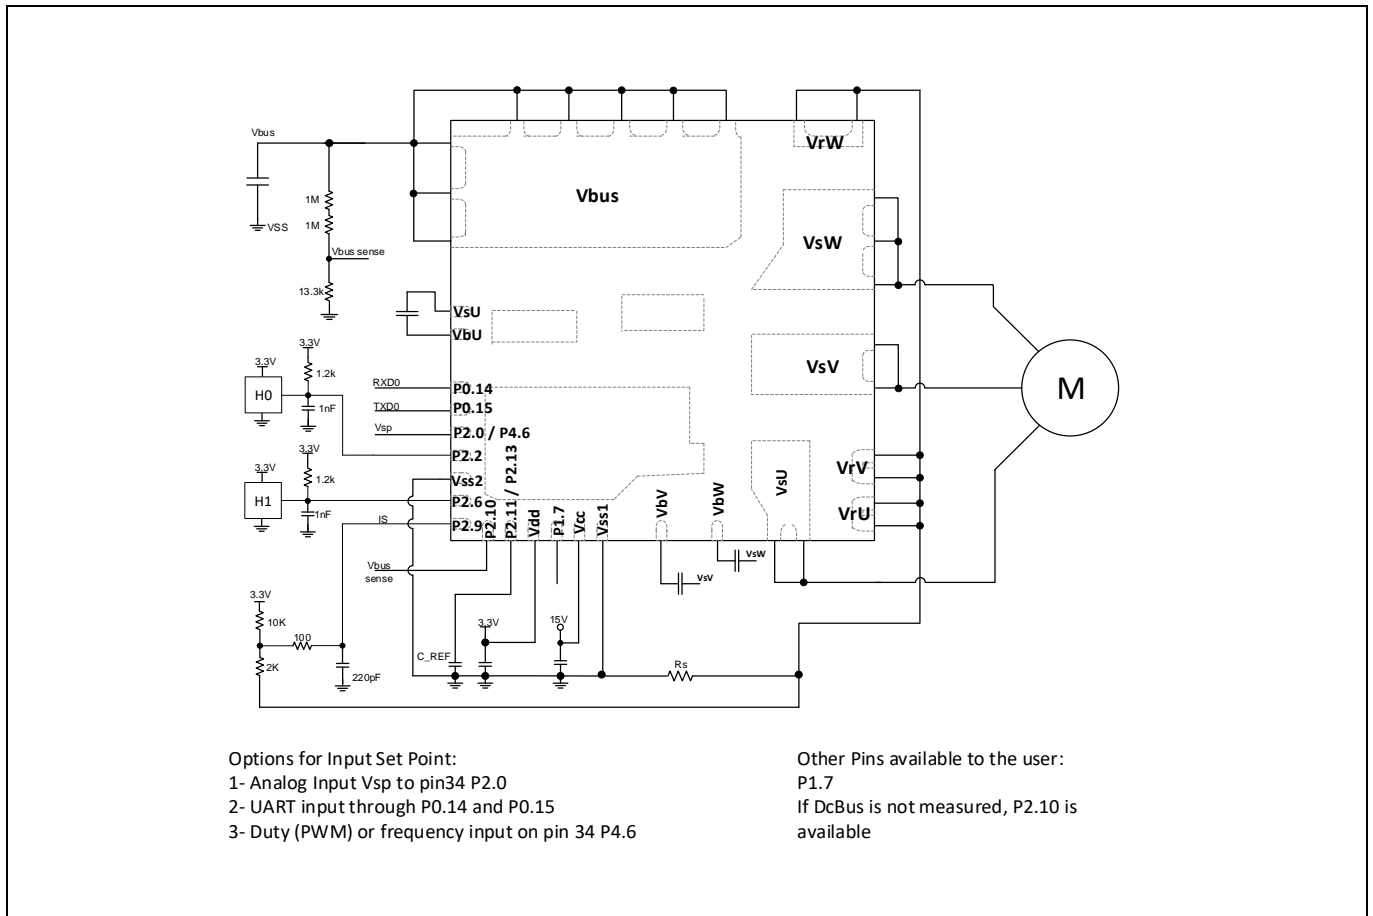 Vbus
VrW
Vbus
1M
1M
VSS
Vbus sense
VsW
13.3k
VsU
VbU
3.3V
3.3V
1.2k
VsV
H0
1nF
M
RXD0
P0.14
TXD0
P0.15
Vsp
P2.0 / P4.6
P2.2
3.3V
3.3V
1.2k
Vss2
H1
1nF
P2.6
IS
P2.9
P2.10
P2.11 / P2.13
Vdd
P1.7
Vcc
Vss1
VbV
VbW
VsU
VrV
VrU
Vbus
sense
VsW
VsV
3.3V
10K
100
2K
220pF
C_REF
3.3V
15V
Rs
Options for Input Set Point:
1- Analog Input Vsp to pin34 P2.0
2- UART input through P0.14 and P0.15
3- Duty (PWM) or frequency input on pin 34 P4.6
Other Pins available to the user:
P1.7
If DcBus is not measured, P2.10 is
available